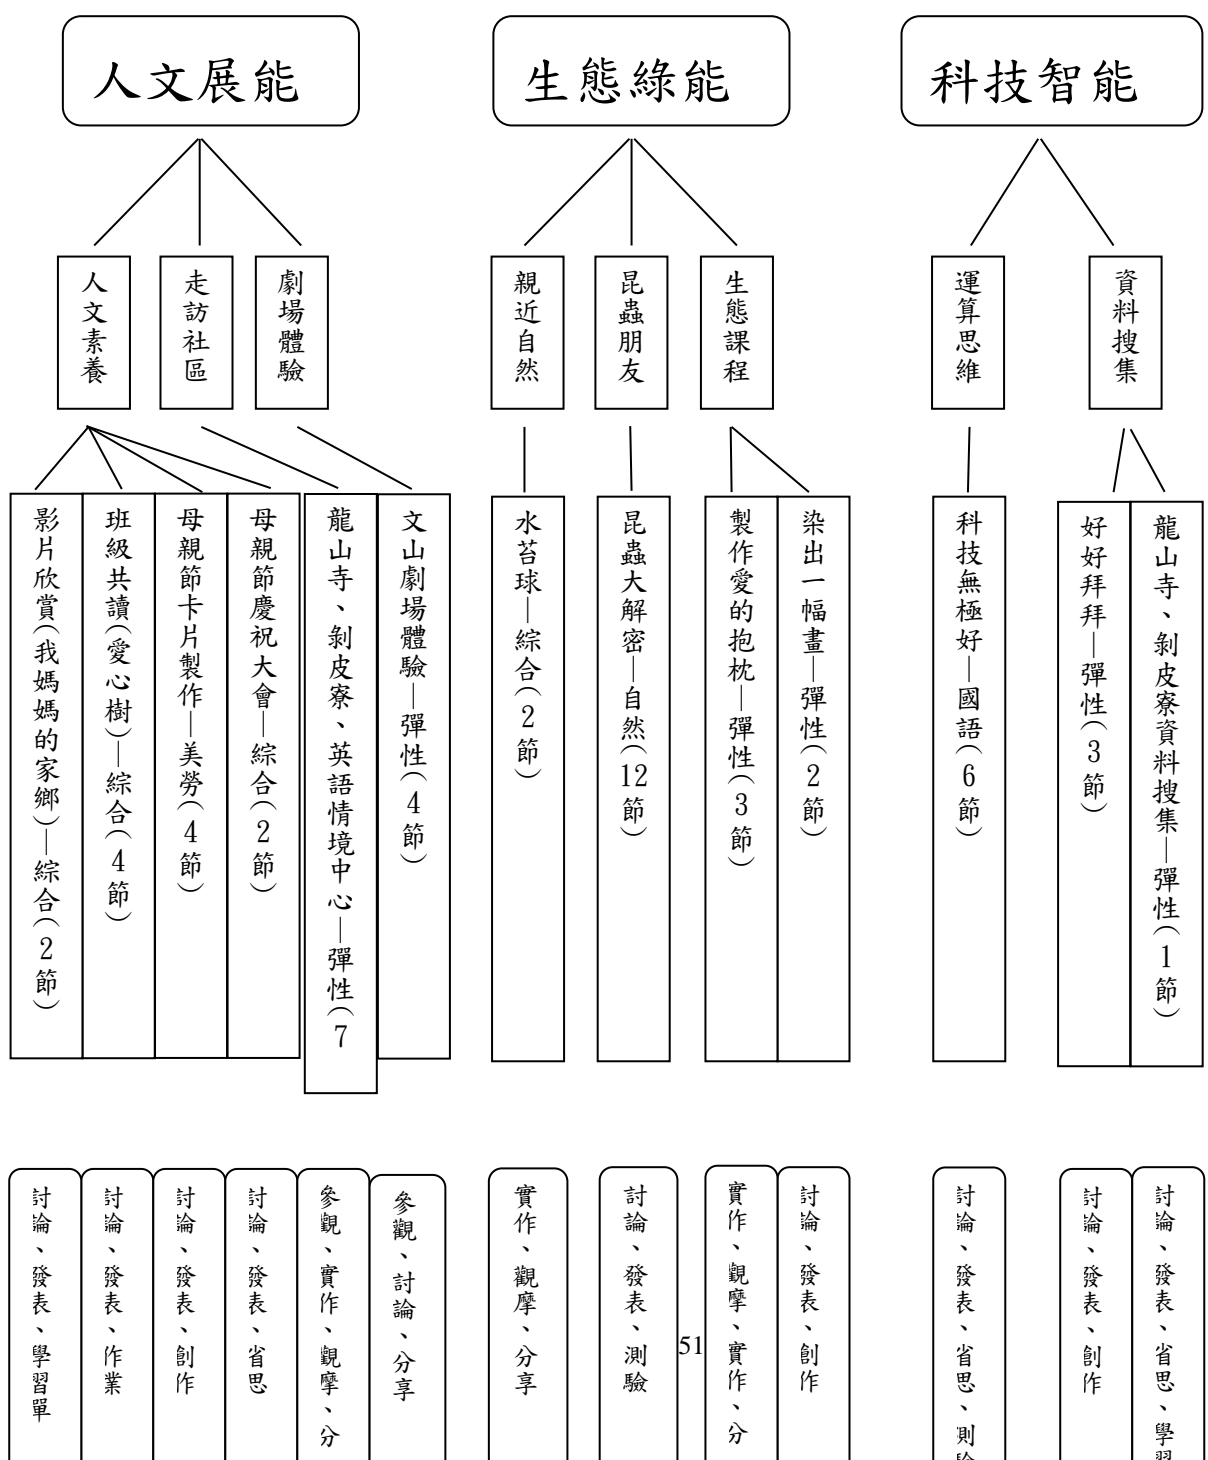 人文展能
生態綠能
科技智能
人文素養
走訪社區
劇場體驗
親近自然
昆蟲朋友
生態課程
運算思維
資料搜集
影片欣賞(我媽媽的家鄉)—綜合(2節)
班級共讀(愛心樹)—綜合(4節)
母親節卡片製作—美勞(4節)
母親節慶祝大會—綜合(2節)
龍山寺、剝皮寮、英語情境中心—彈性(7
文山劇場體驗—彈性(4節)
水苔球—綜合(2節)
昆蟲大解密—自然(12節)
製作愛的抱枕—彈性(3節)
染出一幅畫—彈性(2節)
科技無極好—國語(6節)
好好拜拜—彈性(3節)
龍山寺、剝皮寮資料搜集—彈性(1節)
討論、發表、學習單
討論、發表、作業
討論、發表、創作
討論、發表、省思
參觀、實作、觀摩、分
參觀、討論、分享
實作、觀摩、分享
討論、發表、測驗
51
實作、觀摩、實作、分
討論、發表、創作
討論、發表、省思、測驗
討論、發表、創作
討論、發表、省思、學習